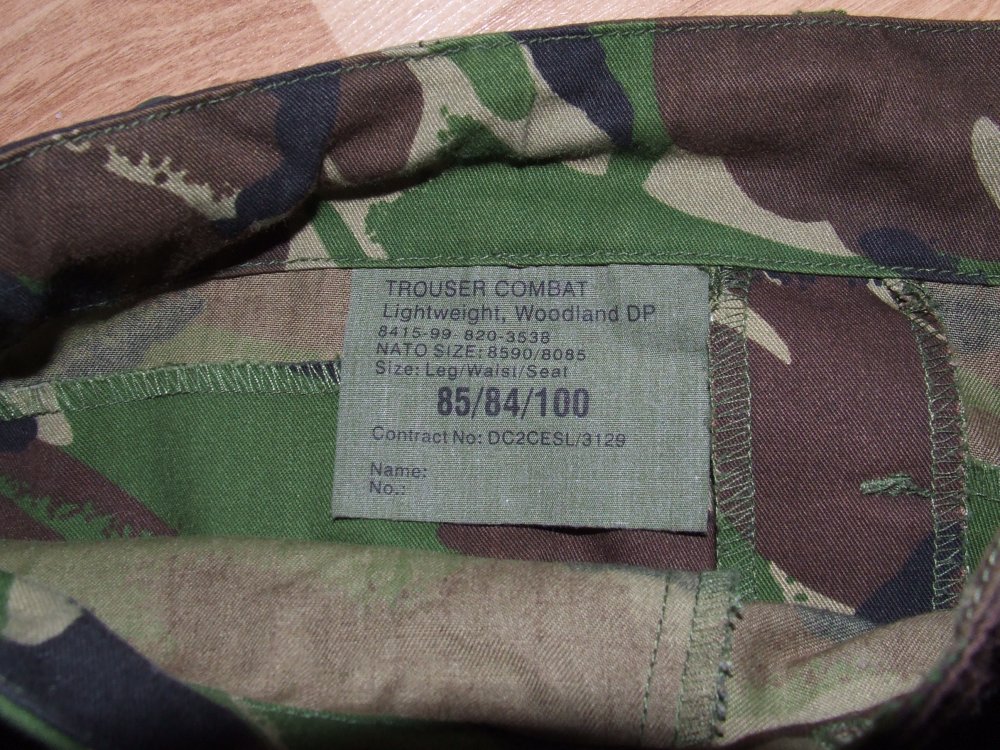 TROUSER COMBAT
Lightweight, Woodland DP
8415-99 820-3538
NATO SIZE: 8590/8085
Size: Leg/Waist/Seat
85/84/100
Contract No: DC2CESL/3129
Name:
No.: